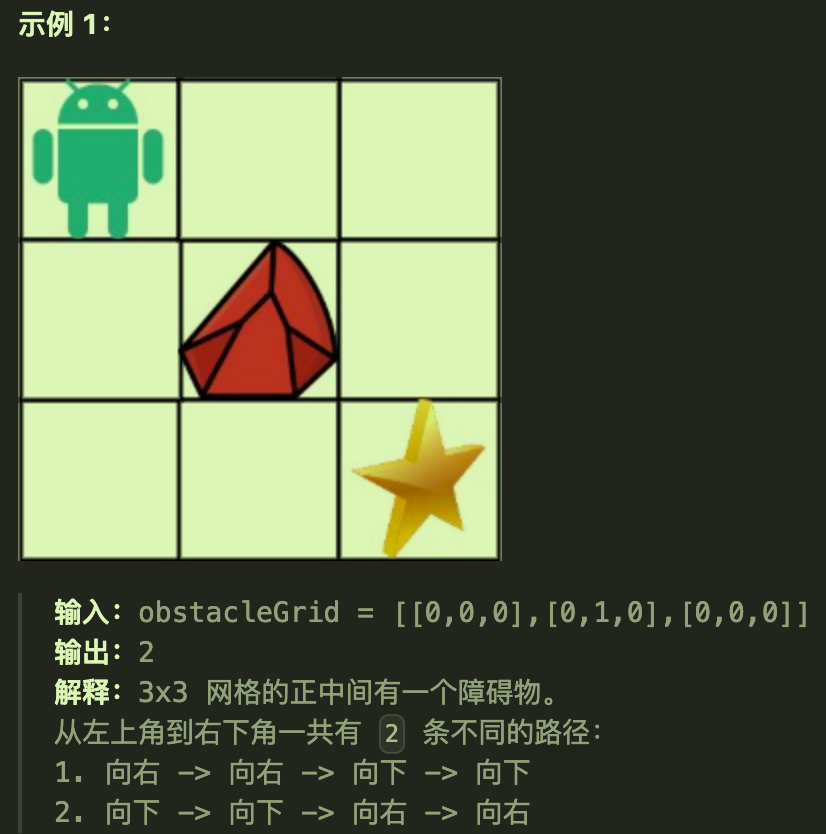 示例 1：
输入：obstacleGrid = [[0,0,0],[0,1,0],[0,0,0]]
输出：2
解释：3x3 网格的正中间有一个障碍物。
从左上角到右下角一共有 2 条不同的路径：
1. 向右 -> 向右 -> 向下 -> 向下
2. 向下 -> 向下 -> 向右 -> 向右